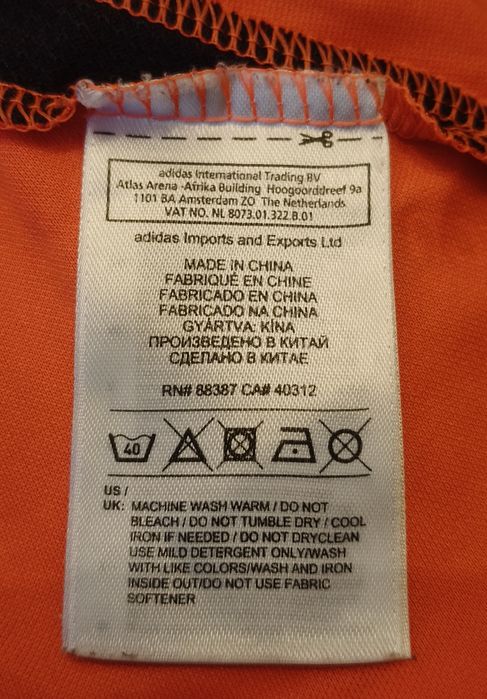 adidas International Trading BV
Atlas Arena -Afrika Building Hoogoorddreef 9a
1101 BA Amsterdam ZO The Netherlands
VAT NO. NL 8073.01.322.B.01
adidas Imports and Exports Ltd
MADE IN CHINA
FABRIQUÉ EN CHINE
FABRICADO EN CHINA
FABRICADO NA CHINA
GYÁRTVA: KÍNA
ПРОИЗВЕДЕНО В КИТАЙ
СДЕЛАНО В КИТАЕ
RN# 88387 CA# 40312
40
US /
UK: MACHINE WASH WARM / DO NOT
BLEACH / DO NOT TUMBLE DRY / COOL
IRON IF NEEDED / DO NOT DRYCLEAN
USE MILD DETERGENT ONLY/WASH
WITH LIKE COLORS/WASH AND IRON
INSIDE OUT/DO NOT USE FABRIC
SOFTENER